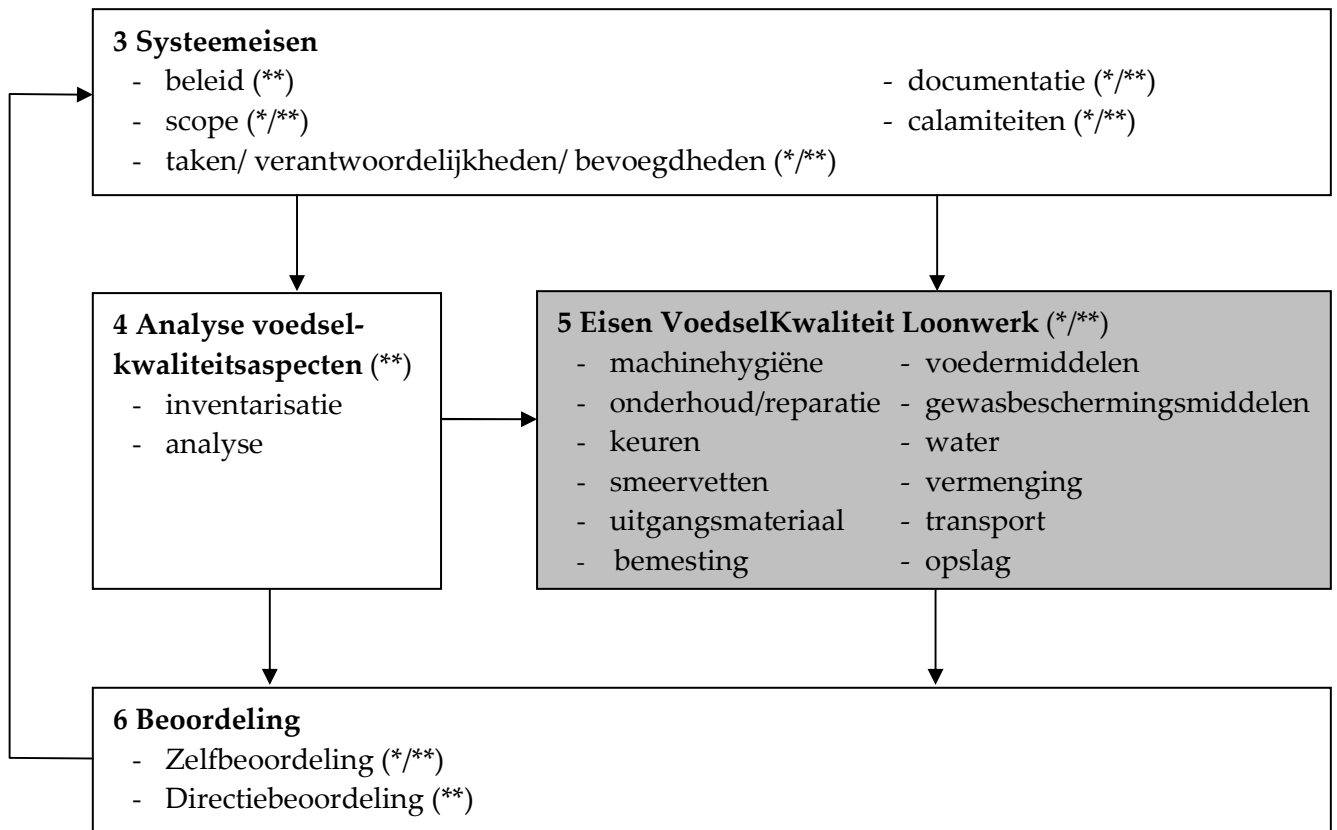 3 Systeemeisen
- beleid (**)
- scope (*/**)
- taken/ verantwoordelijkheden/ bevoegdheden (*/**)
- documentatie (*/**)
- calamiteiten (*/**)
4 Analyse voedsel-
kwaliteitsaspecten (**)
- inventarisatie
- analyse
5 Eisen VoedselKwaliteit Loonwerk (*/**)
- machinehygiëne
- onderhoud/reparatie
- keuren
- smeervetten
- uitgangsmateriaal
- bemesting
- voedermiddelen
- gewasbeschermingsmiddelen
- water
- vermenging
- transport
- opslag
6 Beoordeling
- Zelfbeoordeling (*/**)
- Directiebeoordeling (**)